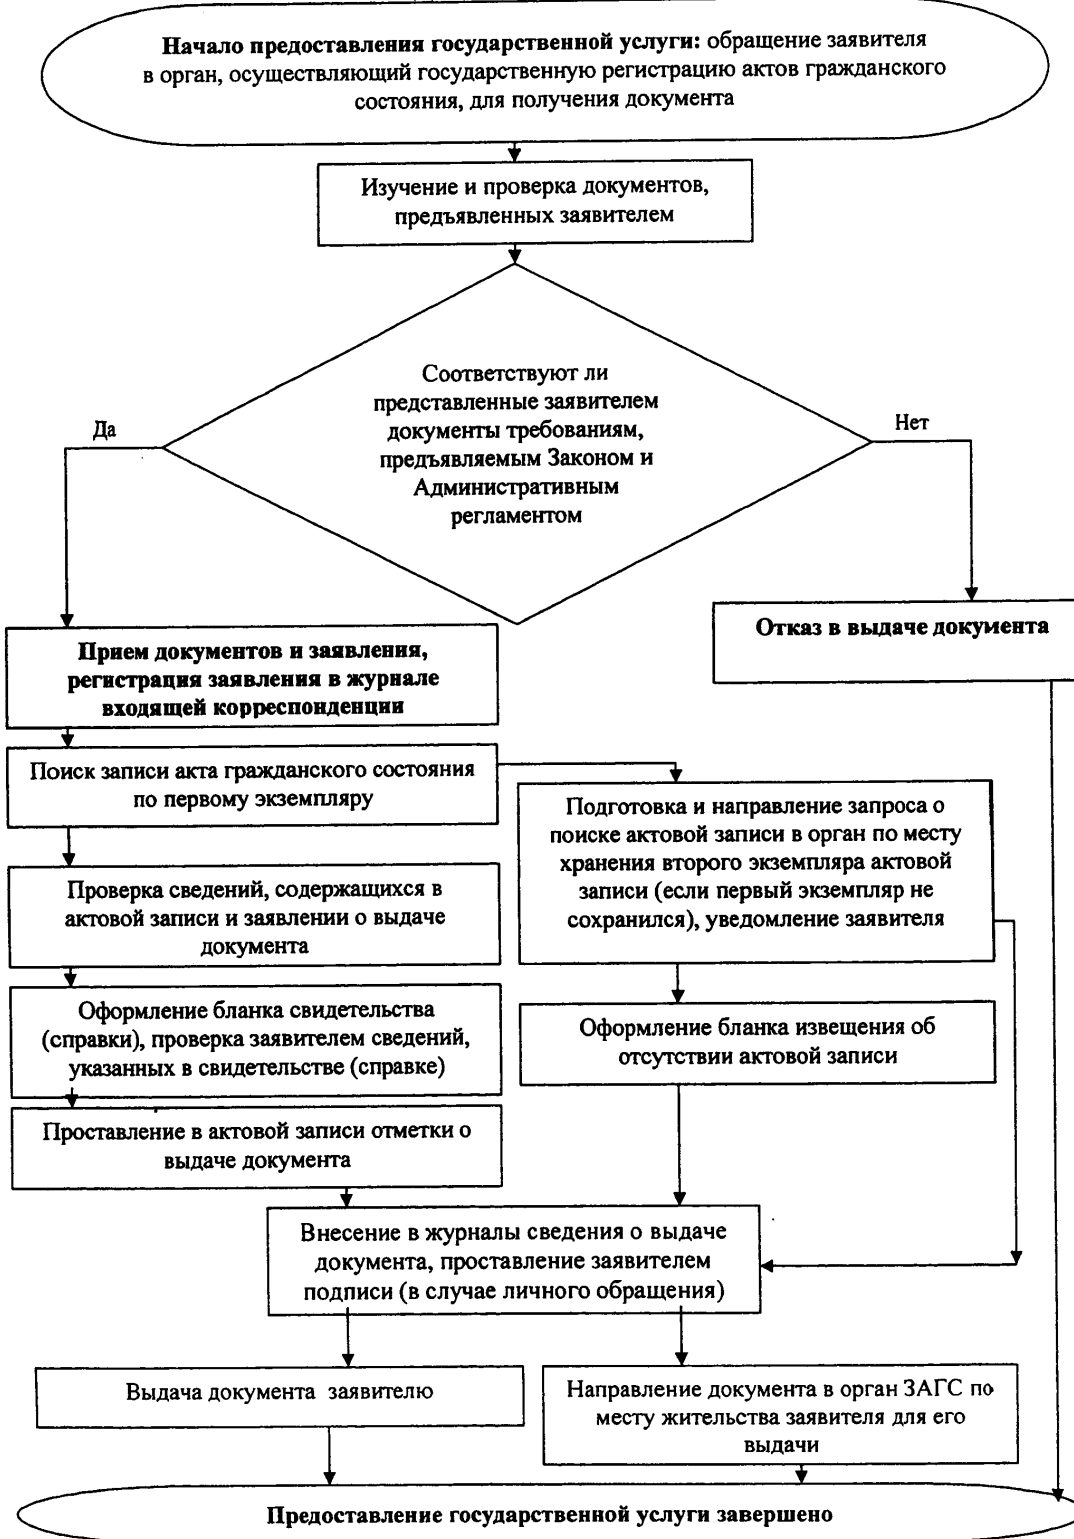 Начало предоставления государственной услуги: обращение заявителя
в орган, осуществляющий государственную регистрацию актов гражданского
состояния, для получения документа
Изучение и проверка документов,
предъявленных заявителем
Соответствуют ли
представленные заявителем
документы требованиям,
предъявляемым Законом и
Административным
регламентом
Да
Нет
Прием документов и заявления,
регистрация заявления в журнале
входящей корреспонденции
Отказ в выдаче документа
Поиск записи акта гражданского состояния
по первому экземпляру
Подготовка и направление запроса о
поиске актовой записи в орган по месту
хранения второго экземпляра актовой
записи (если первый экземпляр не
сохранился), уведомление заявителя
Проверка сведений, содержащихся в
актовой записи и заявлении о выдаче
документа
Оформление бланка свидетельства
(справки), проверка заявителем сведений,
указанных в свидетельстве (справке)
Оформление бланка извещения об
отсутствии актовой записи
Проставление в актовой записи отметки о
выдаче документа
Внесение в журналы сведения о выдаче
документа, проставление заявителем
подписи (в случае личного обращения)
Выдача документа заявителю
Направление документа в орган ЗАГС по
месту жительства заявителя для его
выдачи
Предоставление государственной услуги завершено